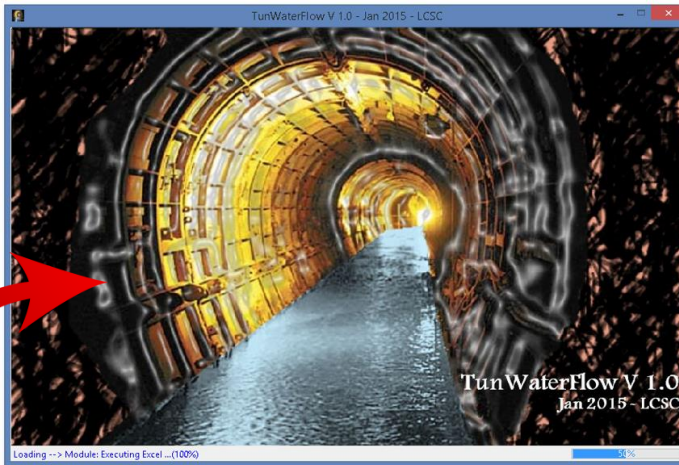 TunWaterFlow V 1.0 - Jan 2015 - LCSC
TunWaterFlow V 1.0
Jan 2015 - LCSC
Loading --> Module: Executing Excel ...(100%)
50%